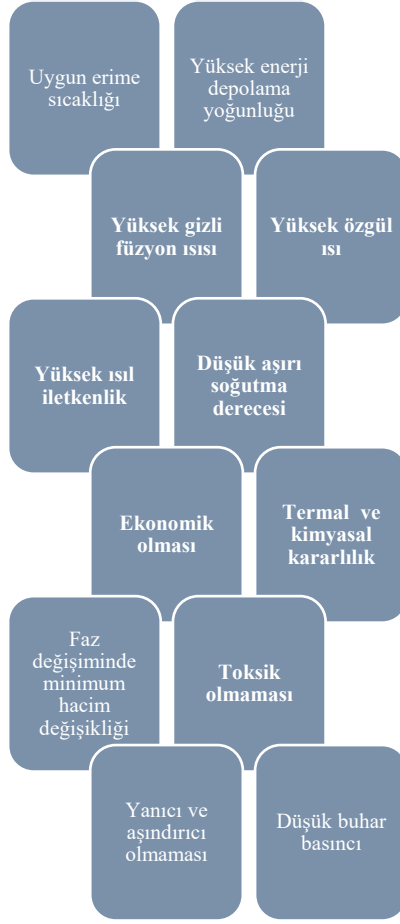 Uygun erime
sıcaklığı
Yüksek enerji
depolama
yoğunluğu
Yüksek gizli
füzyon ısısı
Yüksek özgül
ısı
Yüksek ısıl
iletkenlik
Düşük aşırı
soğutma
derecesi
Ekonomik
olması
Termal ve
kimyasal
kararlılık
Faz
değişiminde
minimum
hacim
değişikliği
Toksik
olmaması
Yanıcı ve
aşındırıcı
olmaması
Düşük buhar
basıncı